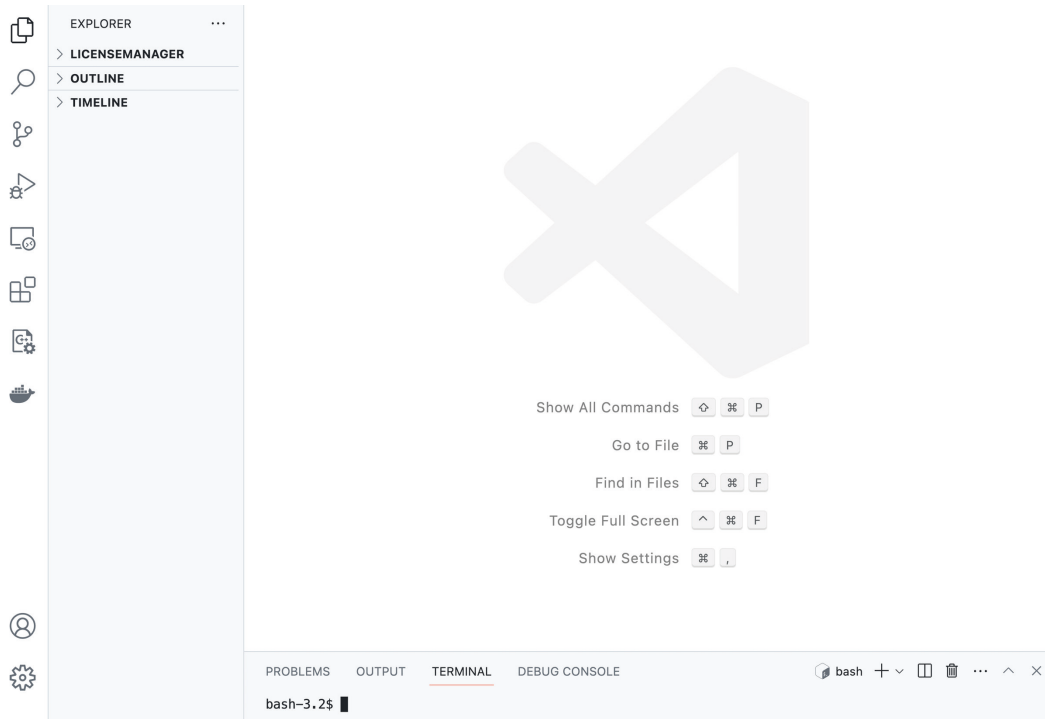 EXPLORER ...
LICENSEMANAGER
OUTLINE
TIMELINE
Show All Commands ⇧ ⌘ P
Go to File ⌘ P
Find in Files ⇧ ⌘ F
Toggle Full Screen ^ ⌘ F
Show Settings ⌘ ,
PROBLEMS OUTPUT TERMINAL DEBUG CONSOLE bash
bash-3.2$